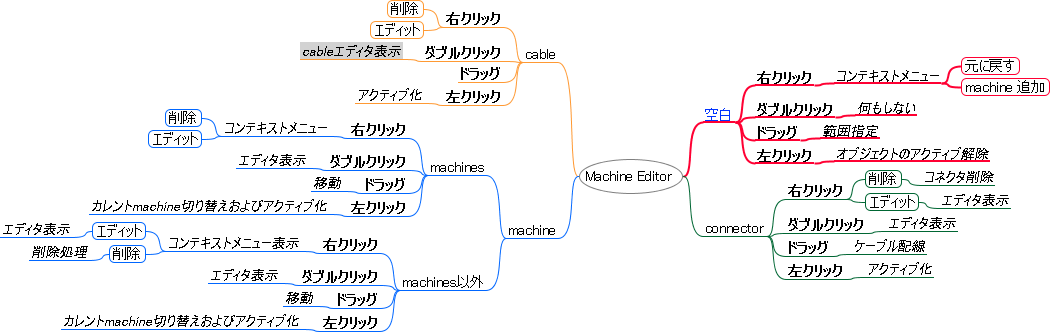 Machine Editor
cable
右クリック
削除
エディット
ダブルクリック
cableエディタ表示
ドラッグ
左クリック
アクティブ化
machine
machines
右クリック
コンテキストメニュー
削除
エディット
ダブルクリック
エディタ表示
ドラッグ
移動
左クリック
カレントmachine切り替えおよびアクティブ化
machines以外
右クリック
コンテキストメニュー表示
エディット
エディタ表示
削除
削除処理
ダブルクリック
エディタ表示
ドラッグ
移動
左クリック
カレントmachine切り替えおよびアクティブ化
空白
右クリック
コンテキストメニュー
元に戻す
machine 追加
ダブルクリック
何もしない
ドラッグ
範囲指定
左クリック
オブジェクトのアクティブ解除
connector
右クリック
削除
コネクタ削除
エディット
エディタ表示
ダブルクリック
エディタ表示
ドラッグ
ケーブル配線
左クリック
アクティブ化